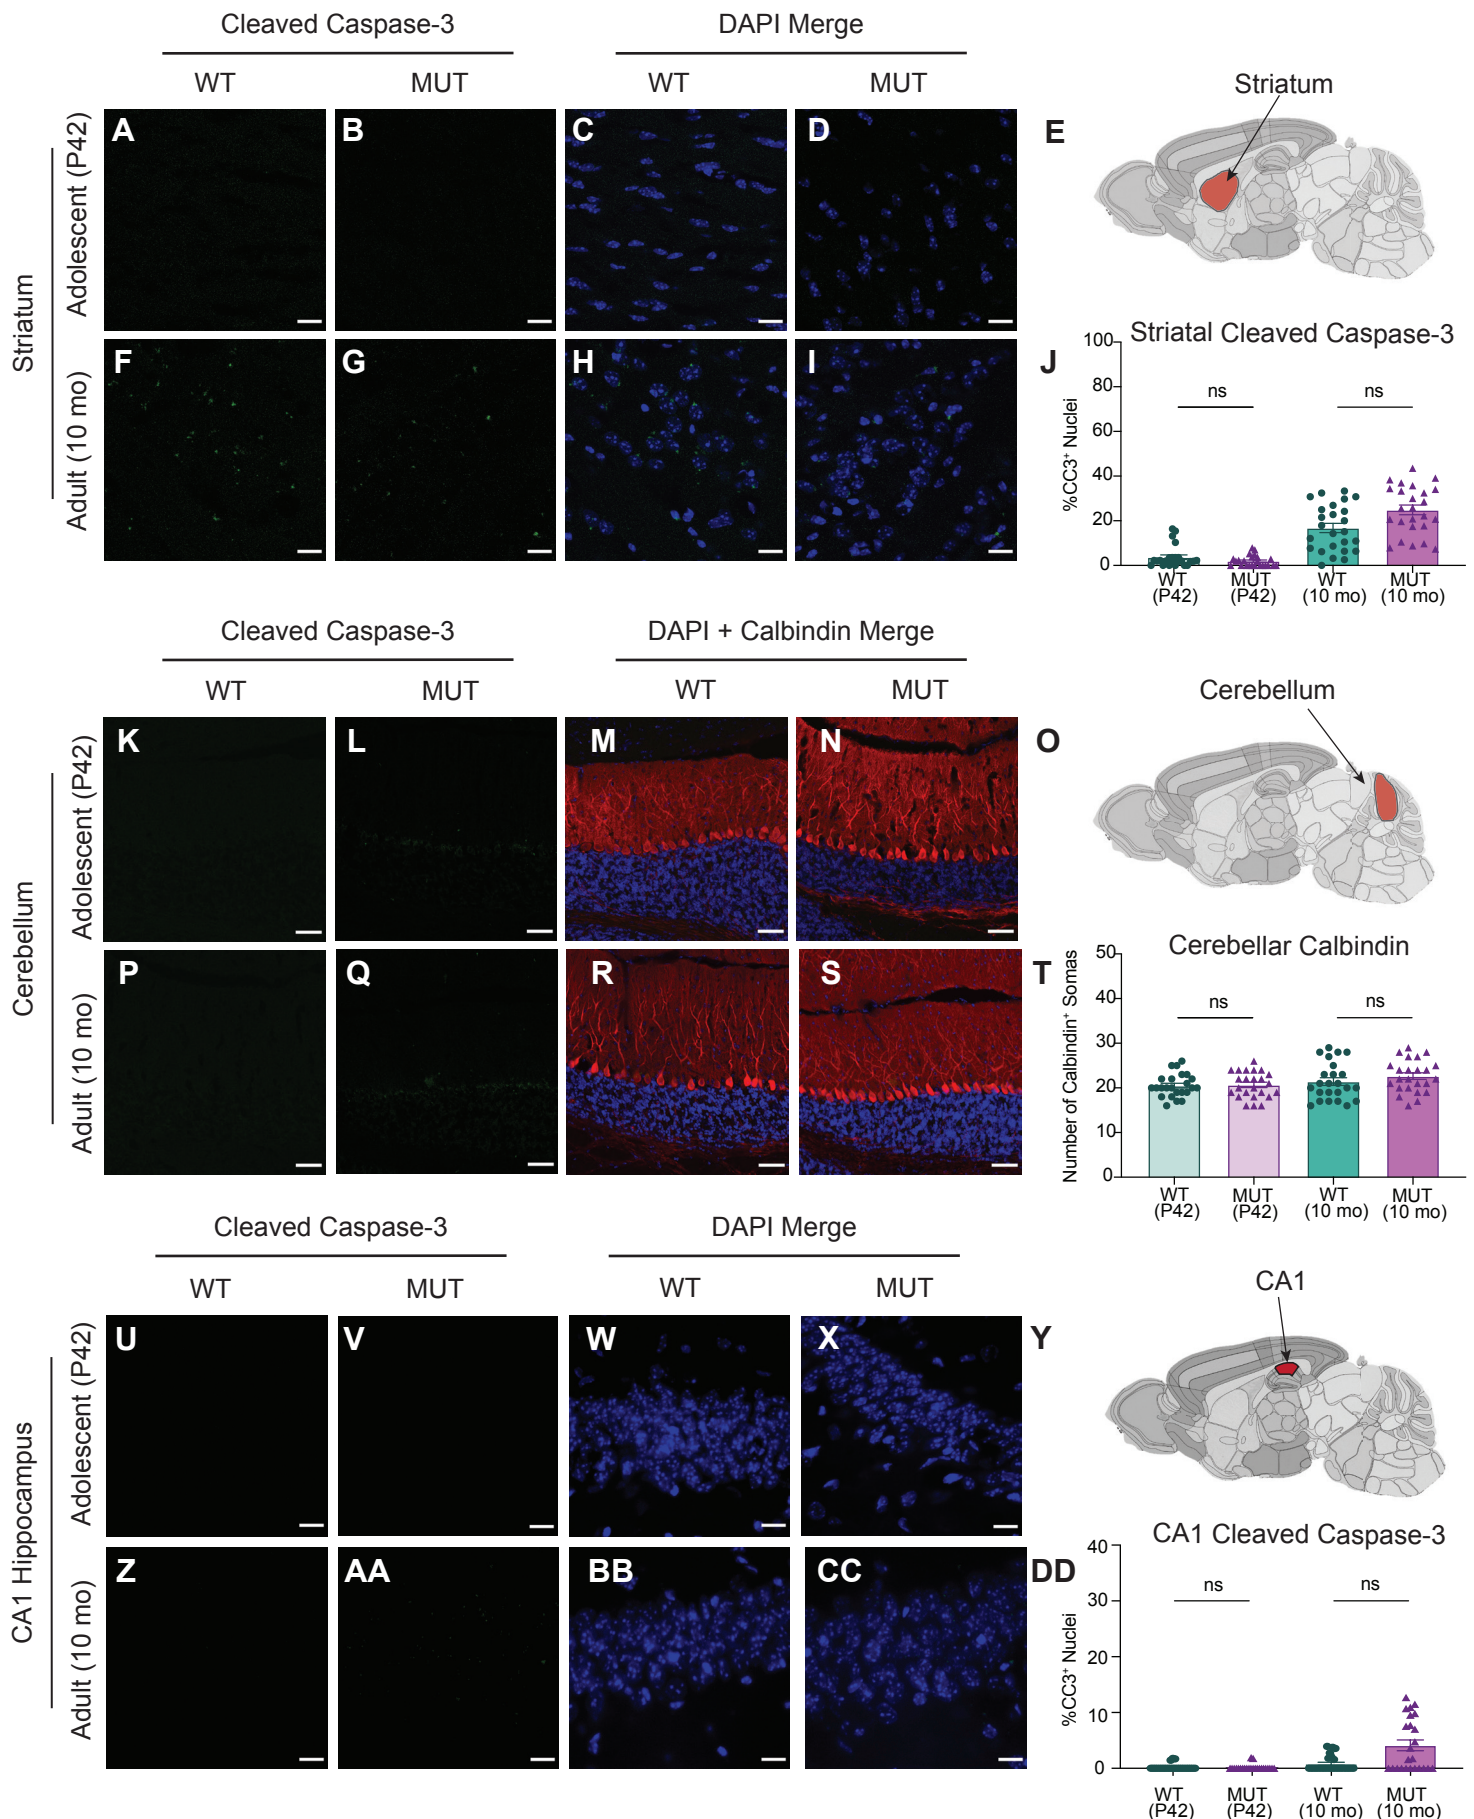 Cleaved Caspase-3 DAPI Merge
WT MUT WT MUT
Striatum
Adolescent (P42)
A B C D E
Striatum
Adult (10 mo)
F G H I J
Striatal Cleaved Caspase-3
%CC3+ Nuclei
100
80
60
40
20
0
ns ns
WT MUT WT MUT
(P42) (P42) (10 mo) (10 mo)
Cleaved Caspase-3 DAPI + Calbindin Merge
WT MUT WT MUT
Cerebellum
Adolescent (P42)
K L M N O
Cerebellum
Adult (10 mo)
P Q R S T
Cerebellar Calbindin
Number of Calbindin+ Somas
50
40
30
20
10
0
ns ns
WT MUT WT MUT
(P42) (P42) (10 mo) (10 mo)
Cleaved Caspase-3 DAPI Merge
WT MUT WT MUT
CA1 Hippocampus
Adolescent (P42)
U V W X Y
CA1
Adult (10 mo)
Z AA BB CC DD
CA1 Cleaved Caspase-3
%CC3+ Nuclei
40
30
20
10
0
ns ns
WT MUT WT MUT
(P42) (P42) (10 mo) (10 mo)